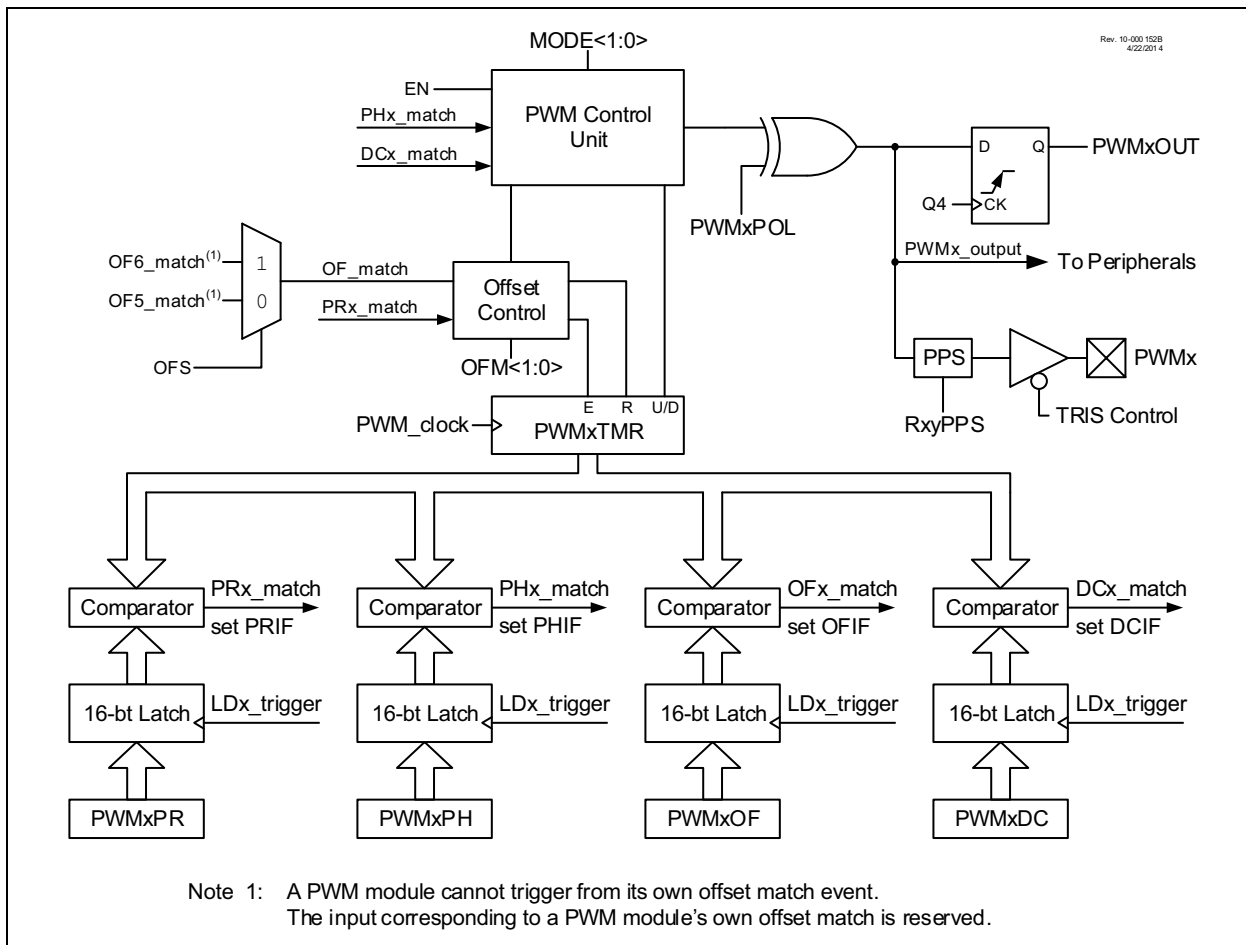 MODE<1:0>
Rev. 10-000 152B
4/22/201 4
EN
PHx_match
DCx_match
PWM Control
Unit
PWMxPOL
D Q
Q4 CK
PWMxOUT
OF6_match(1)
OF5_match(1)
1
0
OFS
OF_match
PRx_match
Offset
Control
OFM<1:0>
PWMx_output
To Peripherals
PPS
RxyPPS
PWMx
TRIS Control
E R U/D
PWM_clock
PWMxTMR
Comparator
PRx_match
set PRIF
Comparator
PHx_match
set PHIF
Comparator
OFx_match
set OFIF
Comparator
DCx_match
set DCIF
16-bt Latch
LDx_trigger
16-bt Latch
LDx_trigger
16-bt Latch
LDx_trigger
16-bt Latch
LDx_trigger
PWMxPR
PWMxPH
PWMxOF
PWMxDC
Note 1: A PWM module cannot trigger from its own offset match event.
The input corresponding to a PWM module's own offset match is reserved.